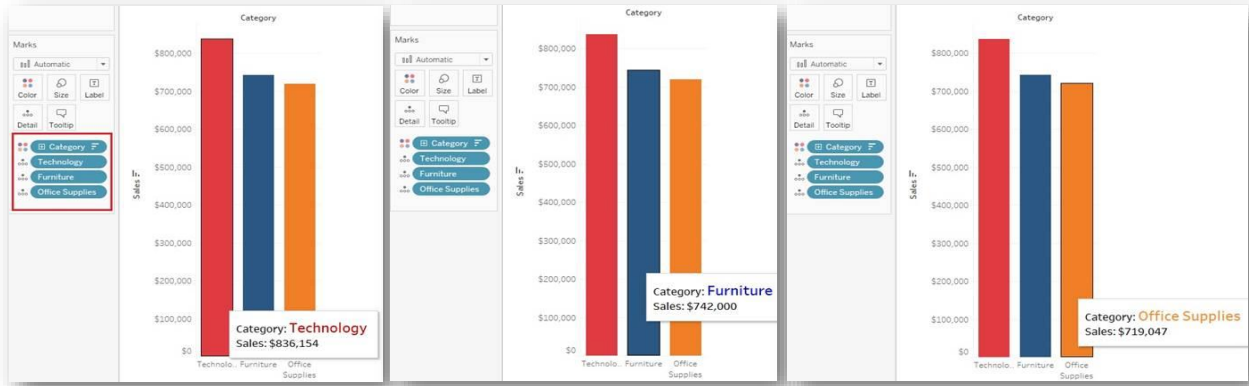 Category
Marks
Automatic
Color Size Label
Detail Tooltip
Category
Technology
Furniture
Office Supplies
Sales
$800,000
$700,000
$600,000
$500,000
$400,000
$300,000
$200,000
$100,000
$0
Category: Technology
Sales: $836,154
Technolo.. Furniture Office
Supplies
Category
Marks
Automatic
Color Size Label
Detail Tooltip
Category
Technology
Furniture
Office Supplies
Sales
$800,000
$700,000
$600,000
$500,000
$400,000
$300,000
$200,000
$100,000
$0
Category: Furniture
Sales: $742,000
Technolo.. Furniture Office
Supplies
Category
Marks
Automatic
Color Size Label
Detail Tooltip
Category
Technology
Furniture
Office Supplies
Sales
$800,000
$700,000
$600,000
$500,000
$400,000
$300,000
$200,000
$100,000
$0
Category: Office Supplies
Sales: $719,047
Technolo.. Furniture Office
Supplies